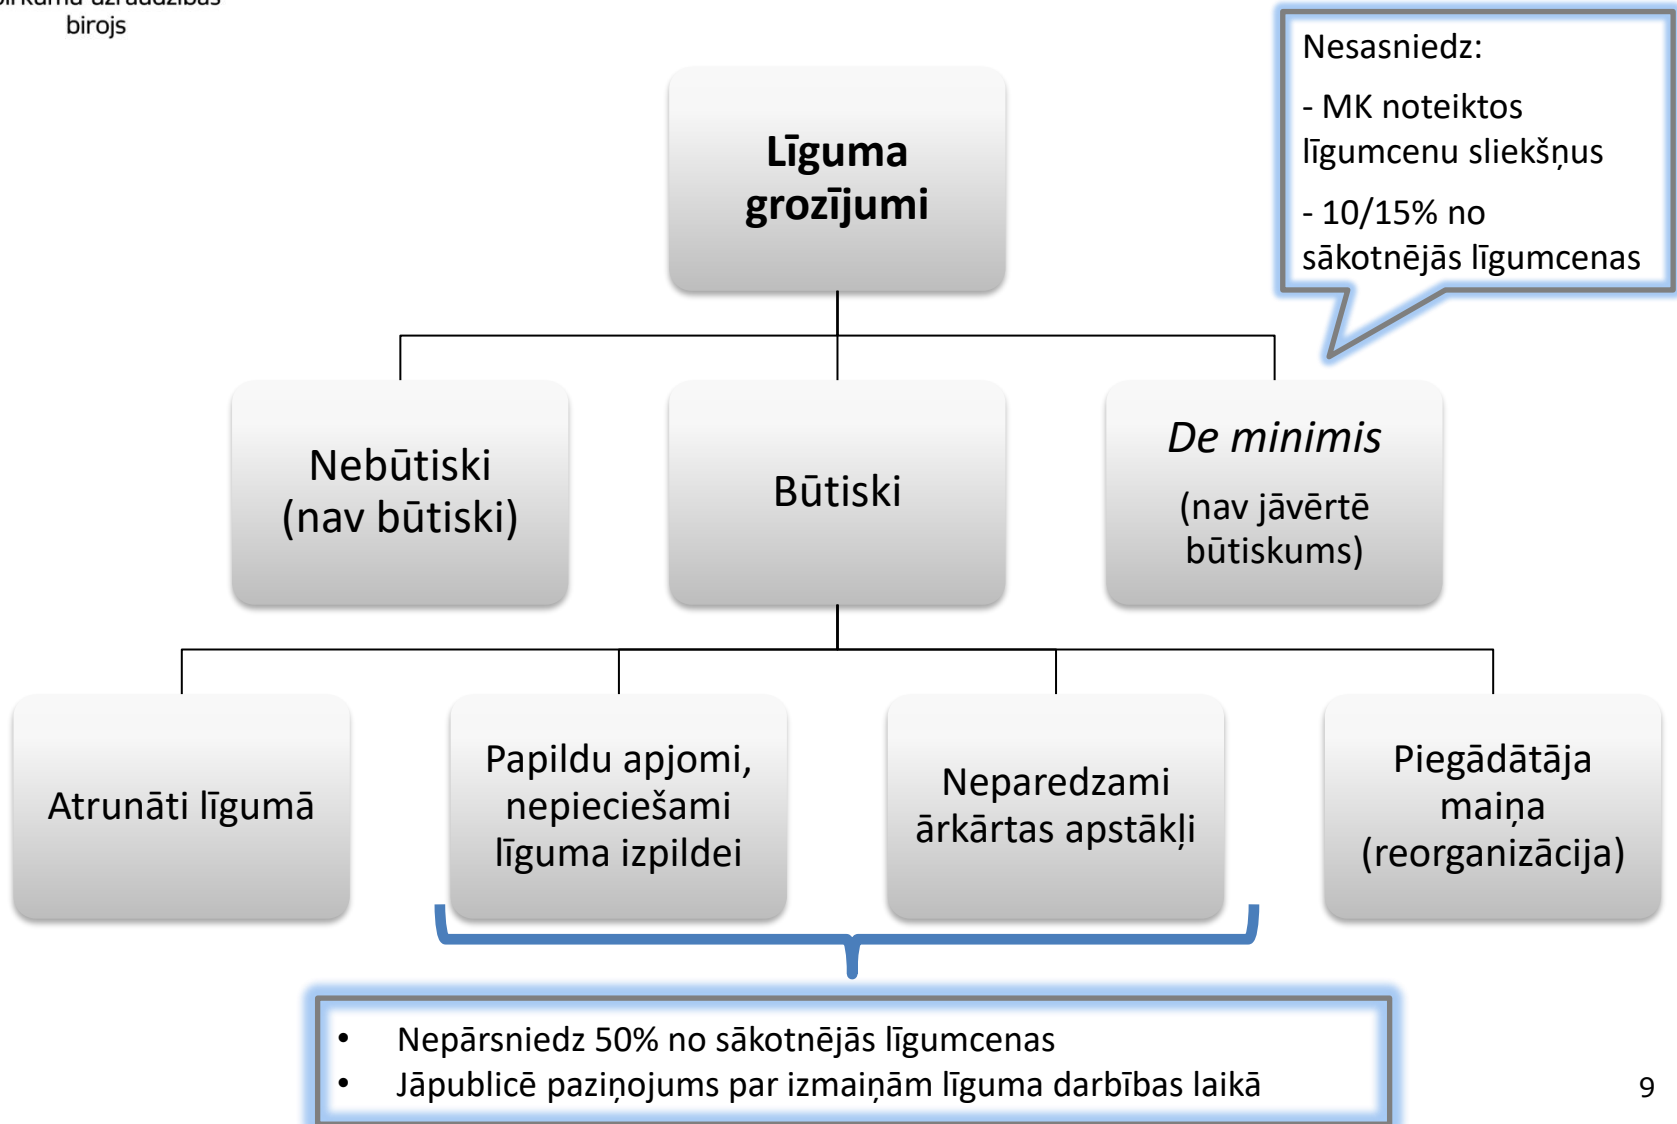 birojs
Nesasniedz:
- MK noteiktos
līgumcenu sliekšņus
- 10/15% no
sākotnējās līgumcenas
Līguma
grozījumi
Nebūtiski
(nav būtiski)
Būtiski
De minimis
(nav jāvērtē
būtiskums)
Atrunāti līgumā
Papildu apjomi,
nepieciešami
līguma izpildei
Neparedzami
ārkārtas apstākļi
Piegādātāja
maiņa
(reorganizācija)
• Nepārsniedz 50% no sākotnējās līgumcenas
• Jāpublicē paziņojums par izmaiņām līguma darbības laikā
9